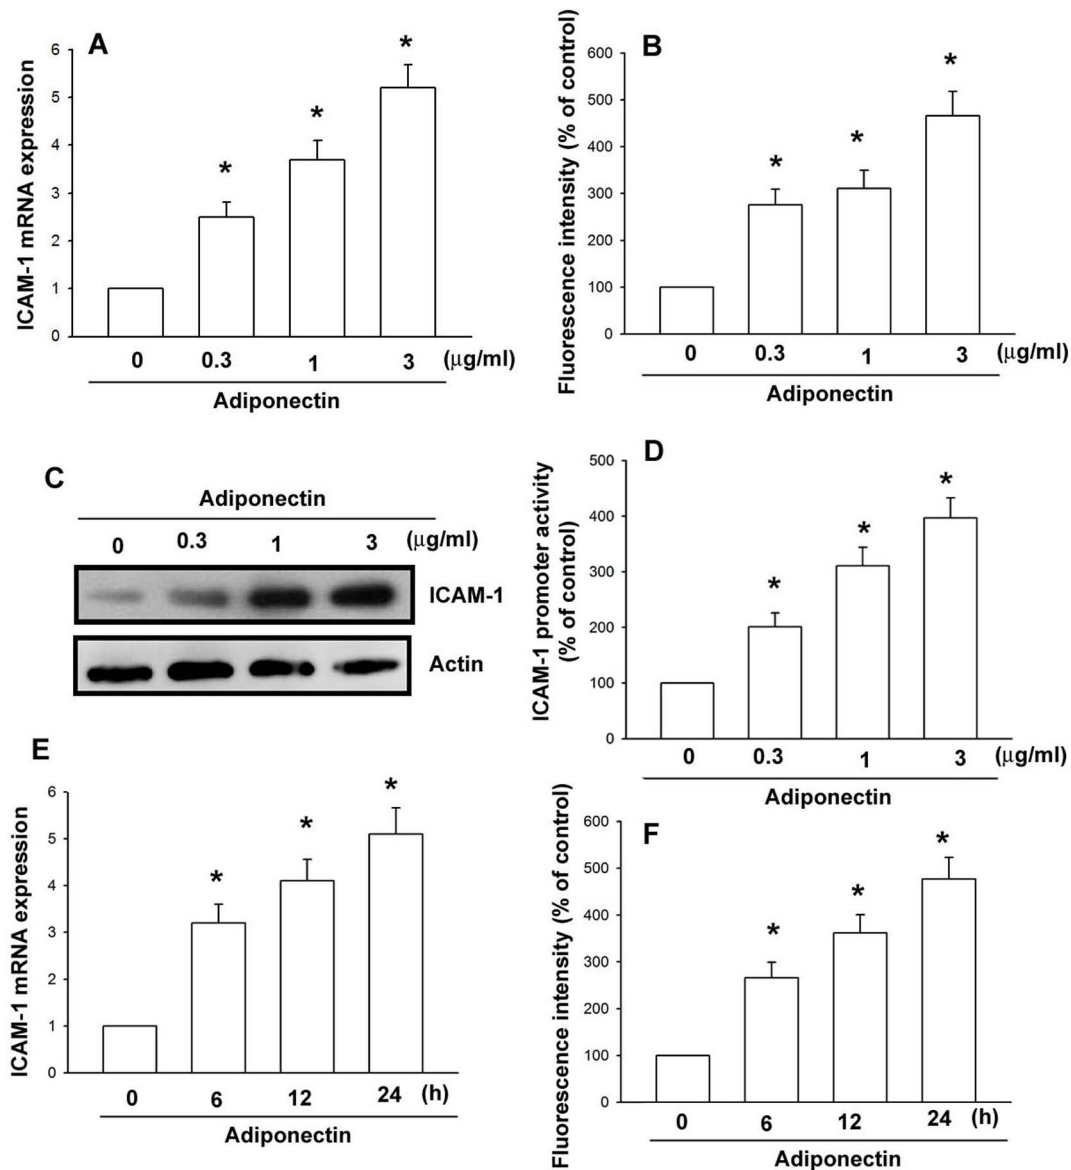 A
ICAM-1 mRNA expression
6
5
4
3
2
1
0
*
*
*
0 0.3 1 3 (μg/ml)
Adiponectin
B
Fluorescence intensity (% of control)
600
500
400
300
200
100
0
*
*
*
0 0.3 1 3 (μg/ml)
Adiponectin
C
Adiponectin
0 0.3 1 3 (μg/ml)
ICAM-1
Actin
D
ICAM-1 promoter activity
(% of control)
500
400
300
200
100
0
*
*
*
0 0.3 1 3 (μg/ml)
Adiponectin
E
ICAM-1 mRNA expression
6
5
4
3
2
1
0
*
*
*
0 6 12 24 (h)
Adiponectin
F
Fluorescence intensity (% of control)
600
500
400
300
200
100
0
*
*
*
0 6 12 24 (h)
Adiponectin